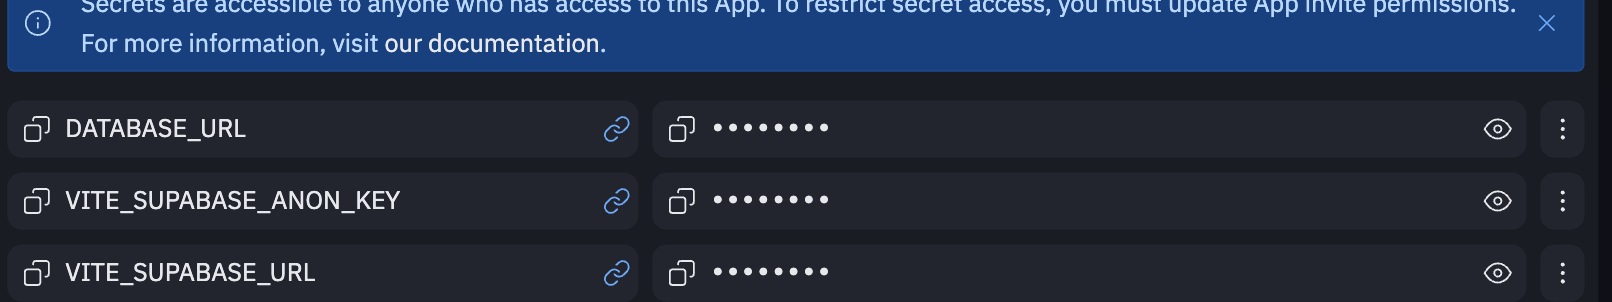 Secrets are accessible to anyone who has access to this App. To restrict secret access, you must update App invite permissions.
For more information, visit our documentation.
DATABASE_URL ••••••••
VITE_SUPABASE_ANON_KEY ••••••••
VITE_SUPABASE_URL ••••••••